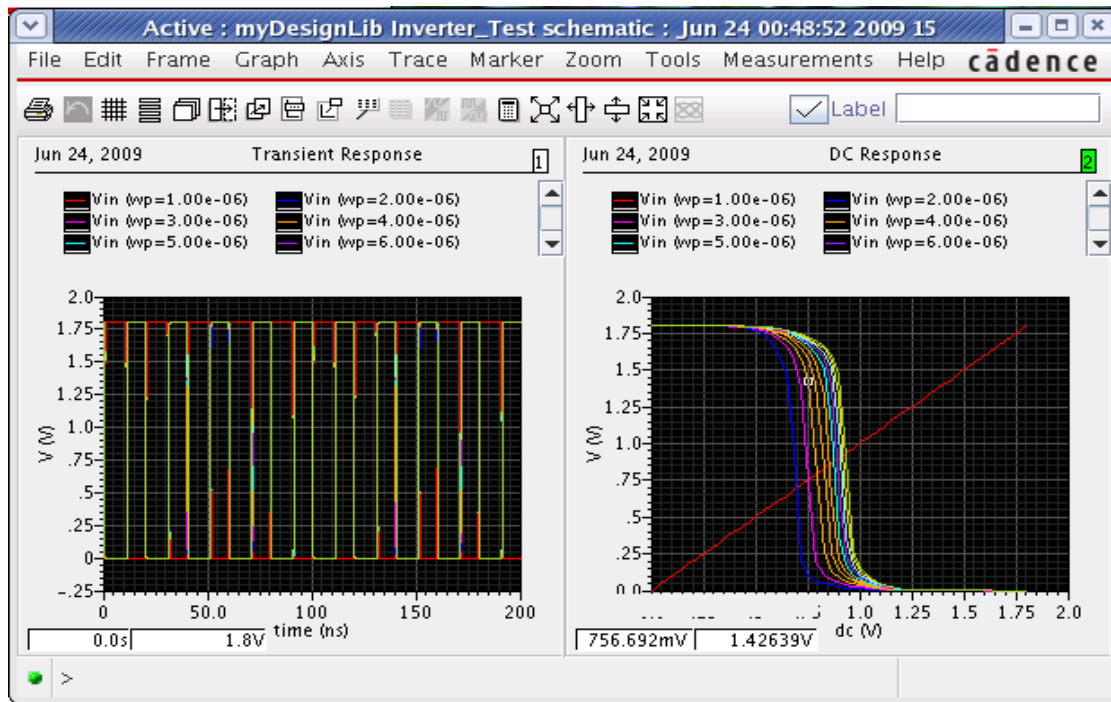 Active : myDesignLib Inverter_Test schematic : Jun 24 00:48:52 2009 15
File Edit Frame Graph Axis Trace Marker Zoom Tools Measurements Help cādence
Label
Jun 24, 2009 Transient Response 1
Vin (wp=1.00e-06) Vin (wp=2.00e-06)
Vin (wp=3.00e-06) Vin (wp=4.00e-06)
Vin (wp=5.00e-06) Vin (wp=6.00e-06)
2.0
1.75
1.5
1.25
1.0
.75
.5
.25
0
-.25
V (V)
0 50.0 100 150 200
time (ns)
0.0s 1.8V
Jun 24, 2009 DC Response 2
Vin (wp=1.00e-06) Vin (wp=2.00e-06)
Vin (wp=3.00e-06) Vin (wp=4.00e-06)
Vin (wp=5.00e-06) Vin (wp=6.00e-06)
2.0
1.75
1.5
1.25
1.0
.75
.5
.25
0.0
V (V)
1.0 1.25 1.5 1.75 2.0
dc (V)
756.692mV 1.42639V
>